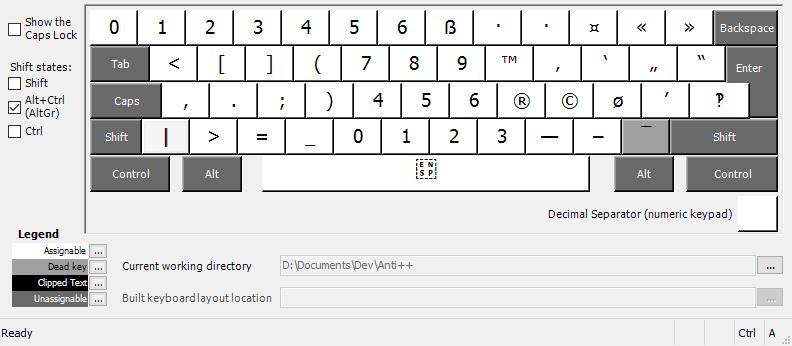 Show the
Caps Lock
Shift states:
Shift
Alt+Ctrl
(AltGr)
Ctrl
0 1 2 3 4 5 6 ß · · ¤ « » Backspace
Tab < [ ] ( 7 8 9 ™ ‚ ‘ „ “ Enter
Caps , . ; ) 4 5 6 ® © ø ’ ‽
Shift | > = _ 0 1 2 3 — – ¯ Shift
Control Alt EN SP Alt Control
Decimal Separator (numeric keypad)
Legend
Assignable ...
Dead key ...
Clipped Text ...
Unassignable ...
Current working directory D:\Documents\Dev\Anti++ ...
Built keyboard layout location ...
Ready Ctrl A